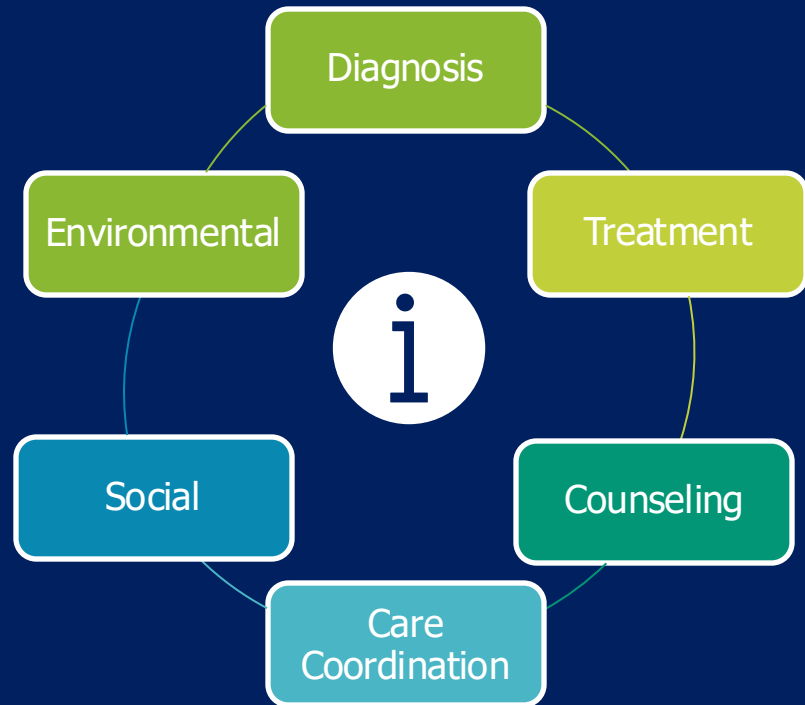 Diagnosis
Treatment
Counseling
Care
Coordination
Social
Environmental
i